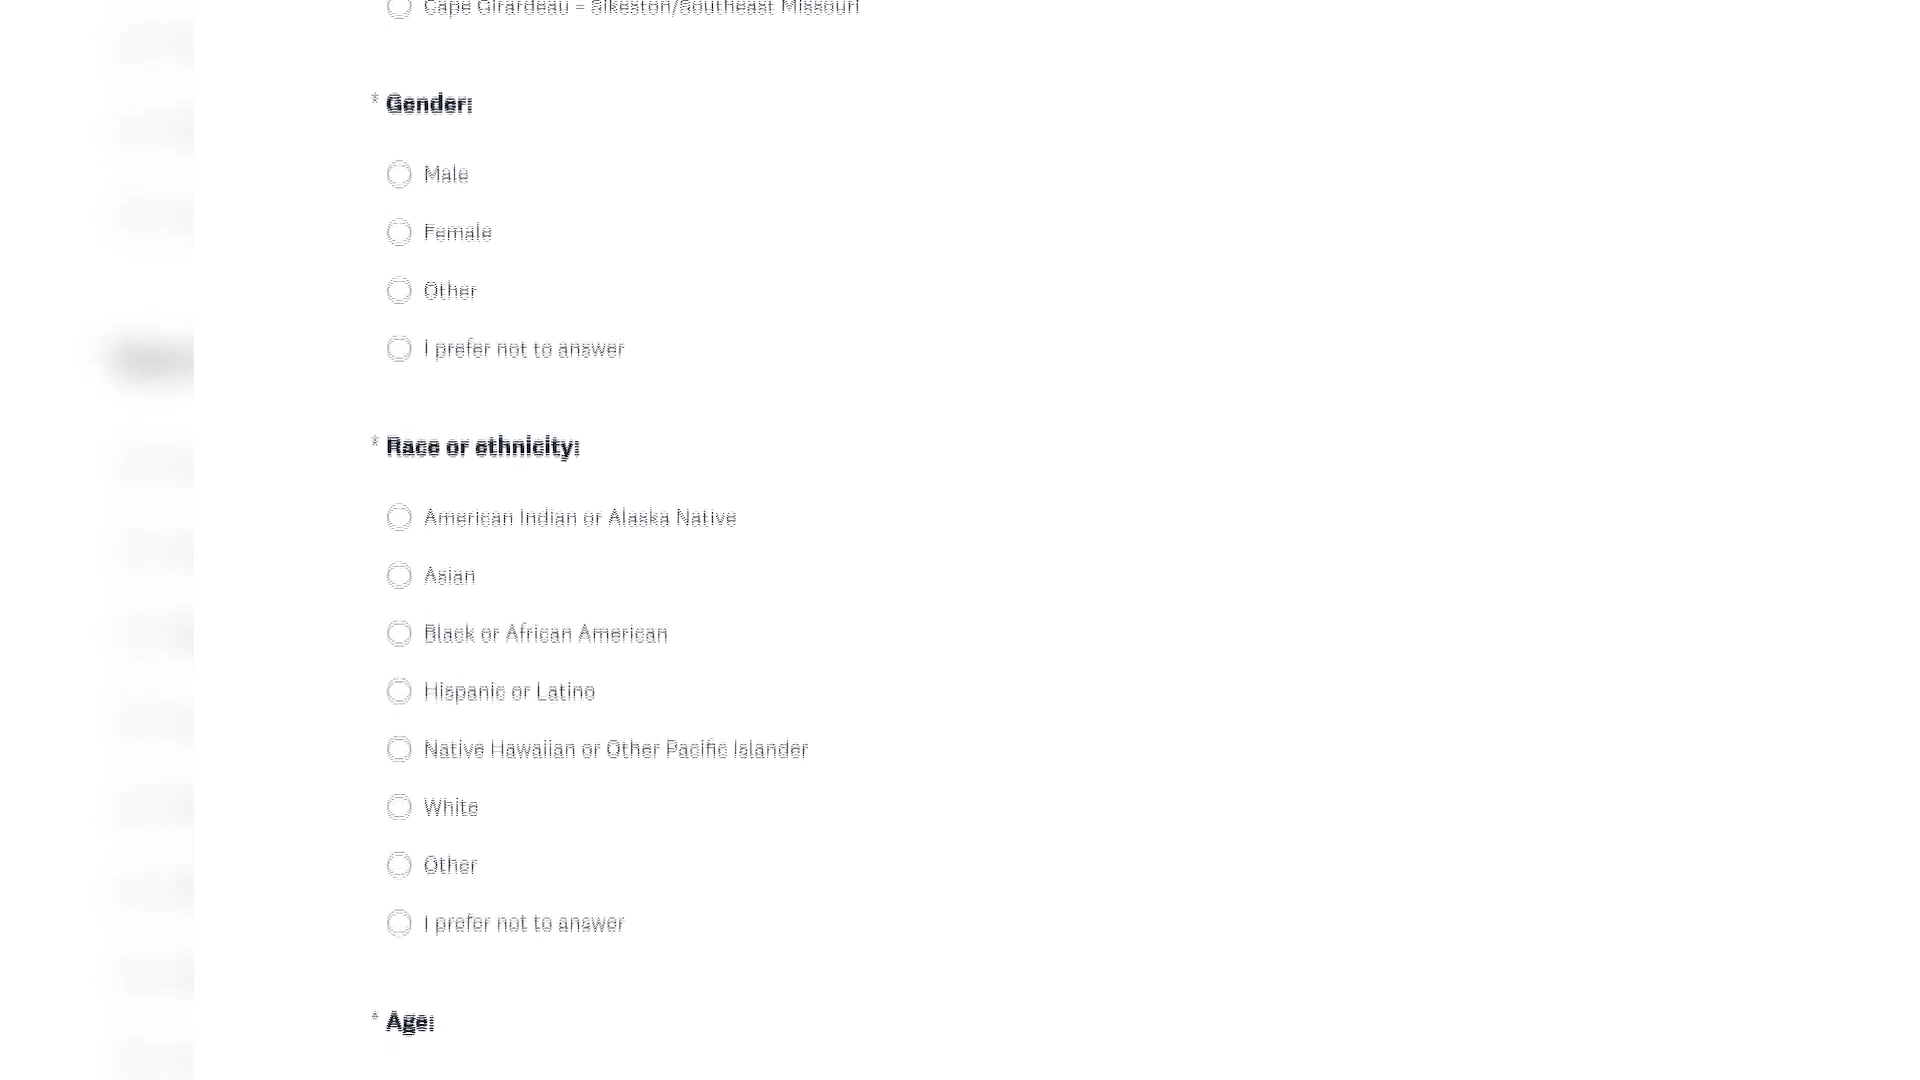 Cape Girardeau - Sikeston/Southeast Missouri
* Gender:
Male
Female
Other
I prefer not to answer
* Race or ethnicity:
American Indian or Alaska Native
Asian
Black or African American
Hispanic or Latino
Native Hawaiian or Other Pacific Islander
White
Other
I prefer not to answer
* Age: